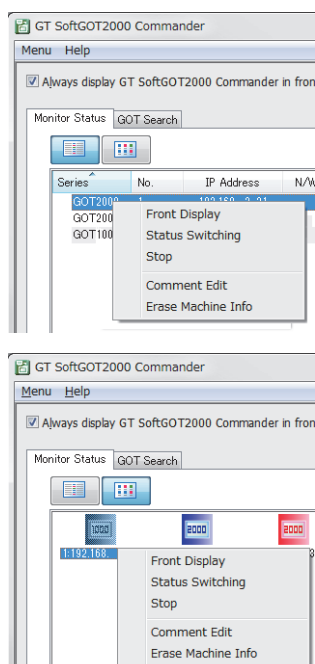 GT SoftGOT2000 Commander
Menu Help
Always display GT SoftGOT2000 Commander in fron
Monitor Status GOT Search
Series No. IP Address N/W
GOT2000 1
GOT200
GOT100
Front Display
Status Switching
Stop
Comment Edit
Erase Machine Info
GT SoftGOT2000 Commander
Menu Help
Always display GT SoftGOT2000 Commander in fron
Monitor Status GOT Search
1000 2000 2000
1:192.168.
Front Display
Status Switching
Stop
Comment Edit
Erase Machine Info